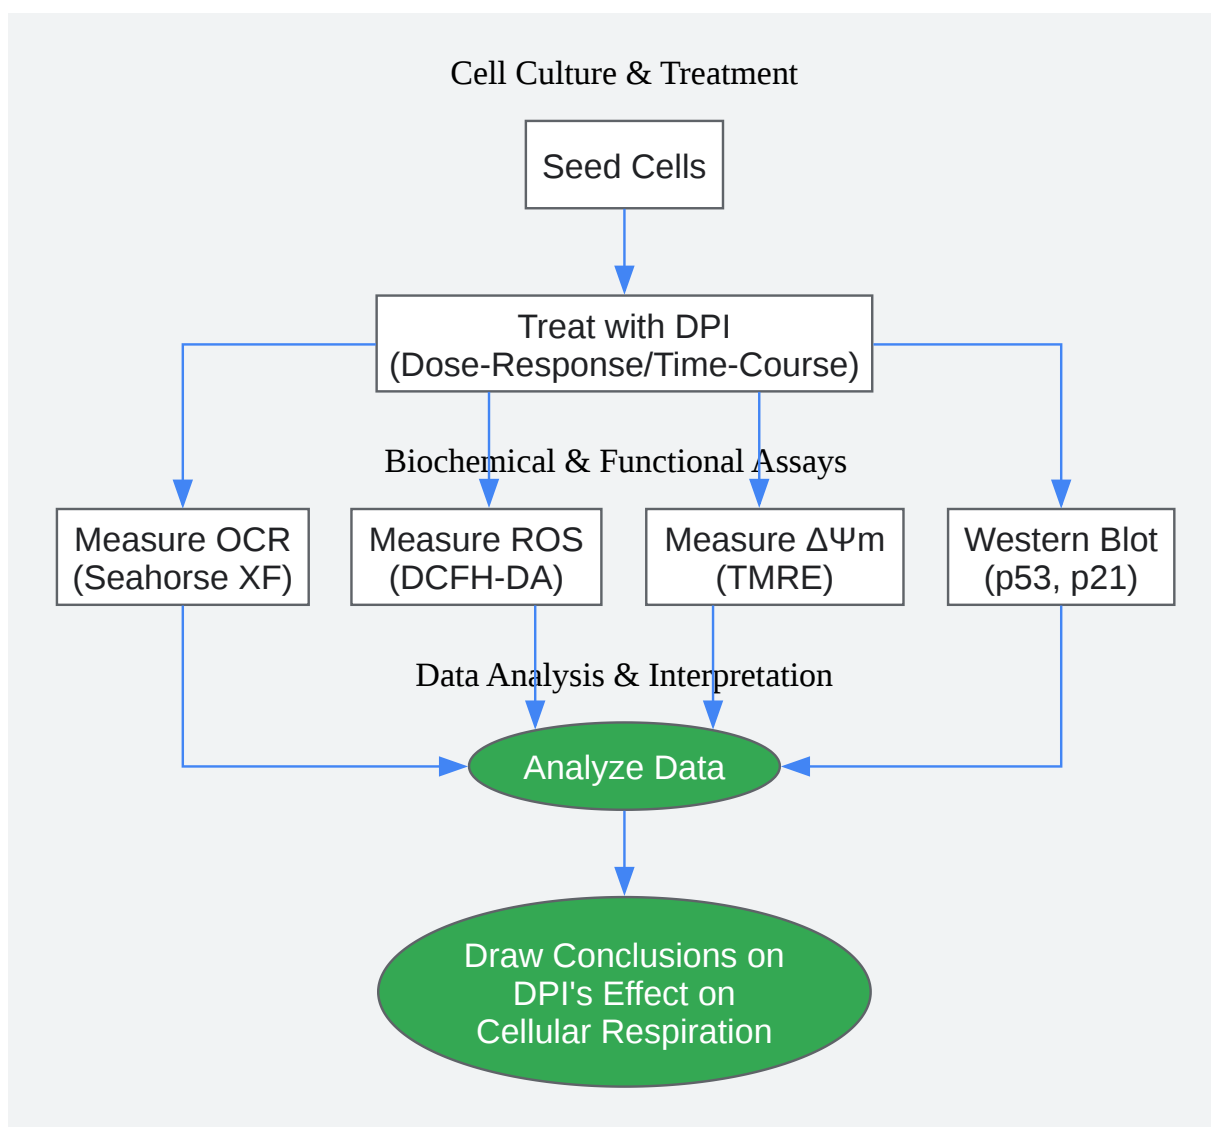 Cell Culture & Treatment
Seed Cells
Treat with DPI
(Dose-Response/Time-Course)
Biochemical & Functional Assays
Measure OCR
(Seahorse XF)
Measure ROS
(DCFH-DA)
Measure ΔΨm
(TMRE)
Western Blot
(p53, p21)
Data Analysis & Interpretation
Analyze Data
Draw Conclusions on
DPI's Effect on
Cellular Respiration